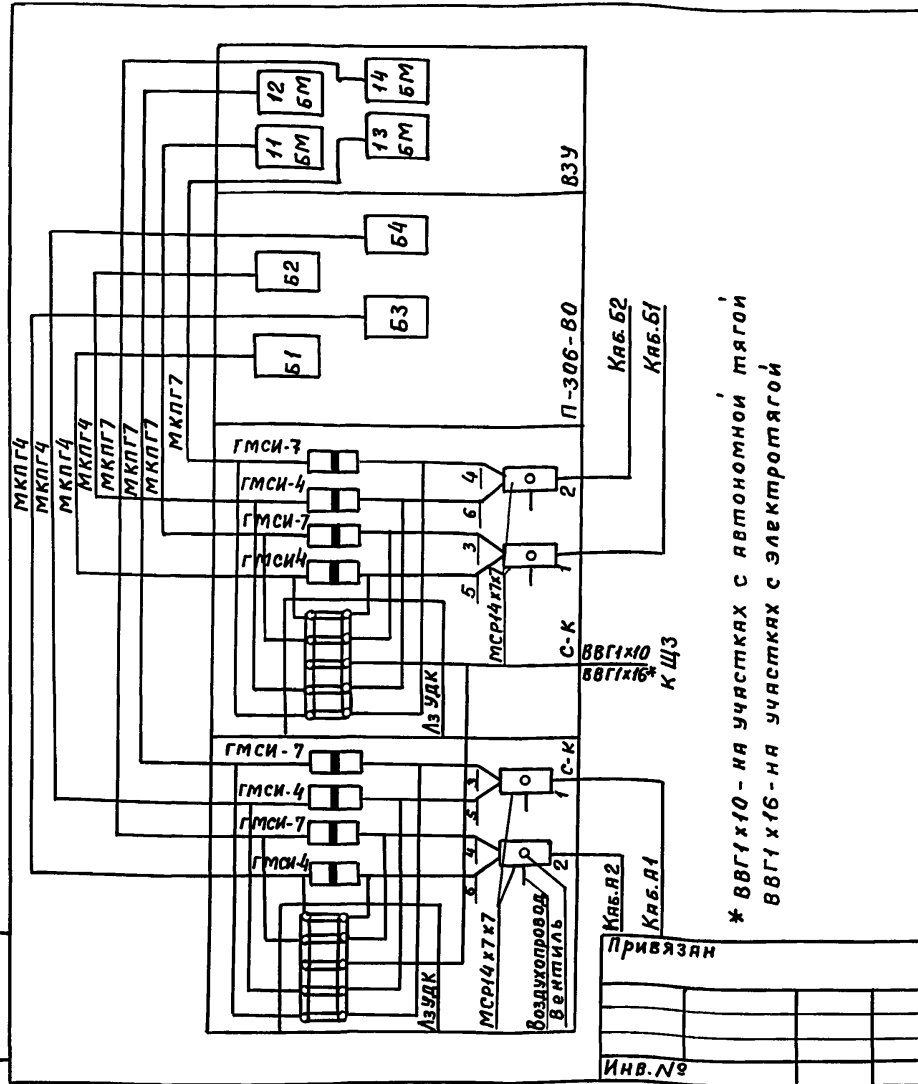 12
БМ
14
БМ
11
БМ
13
БМ
ВЗУ
Б4
Б2
Б3
Б1
П-306-ВО
МКПГ4
МКПГ4
МКПГ4
МКПГ4
МКПГ7
МКПГ7
МКПГ7
МКПГ7
ГМСИ-7
ГМСИ-4
ГМСИ-7
ГМСИ4
4
6
3
5
2
1
МСР14х7х7
С-К
Лз УДК
Каб.Б2
Каб.Б1
ВВГ1х10
ВВГ1х16*
К ЩЗ
ГМСИ-7
ГМСИ-4
ГМСИ-7
ГМСИ-4
3
5
4
6
1
2
С-К
ЛзУДК
МСР14х7х7
Воздухопровод
Вентиль
Каб.А2
Каб.А1
* ВВГ1х10-на участках с автономной тягой
ВВГ1х16-на участках с электротягой
Привязан
Инв.№